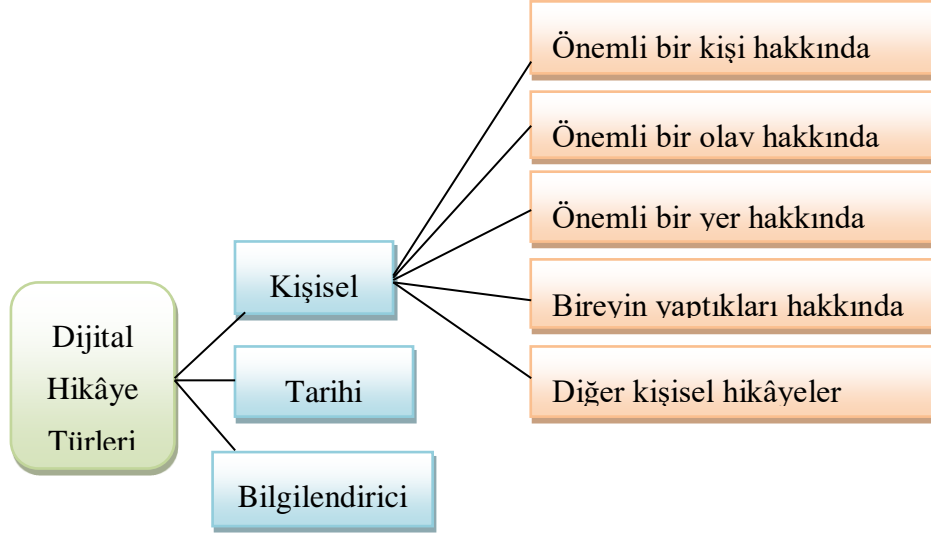 Önemli bir kişi hakkında
Önemli bir olay hakkında
Önemli bir yer hakkında
Kişisel
Bireyin yaptıkları hakkında
Dijital
Hikâye
Türleri
Tarihi
Diğer kişisel hikâyeler
Bilgilendirici